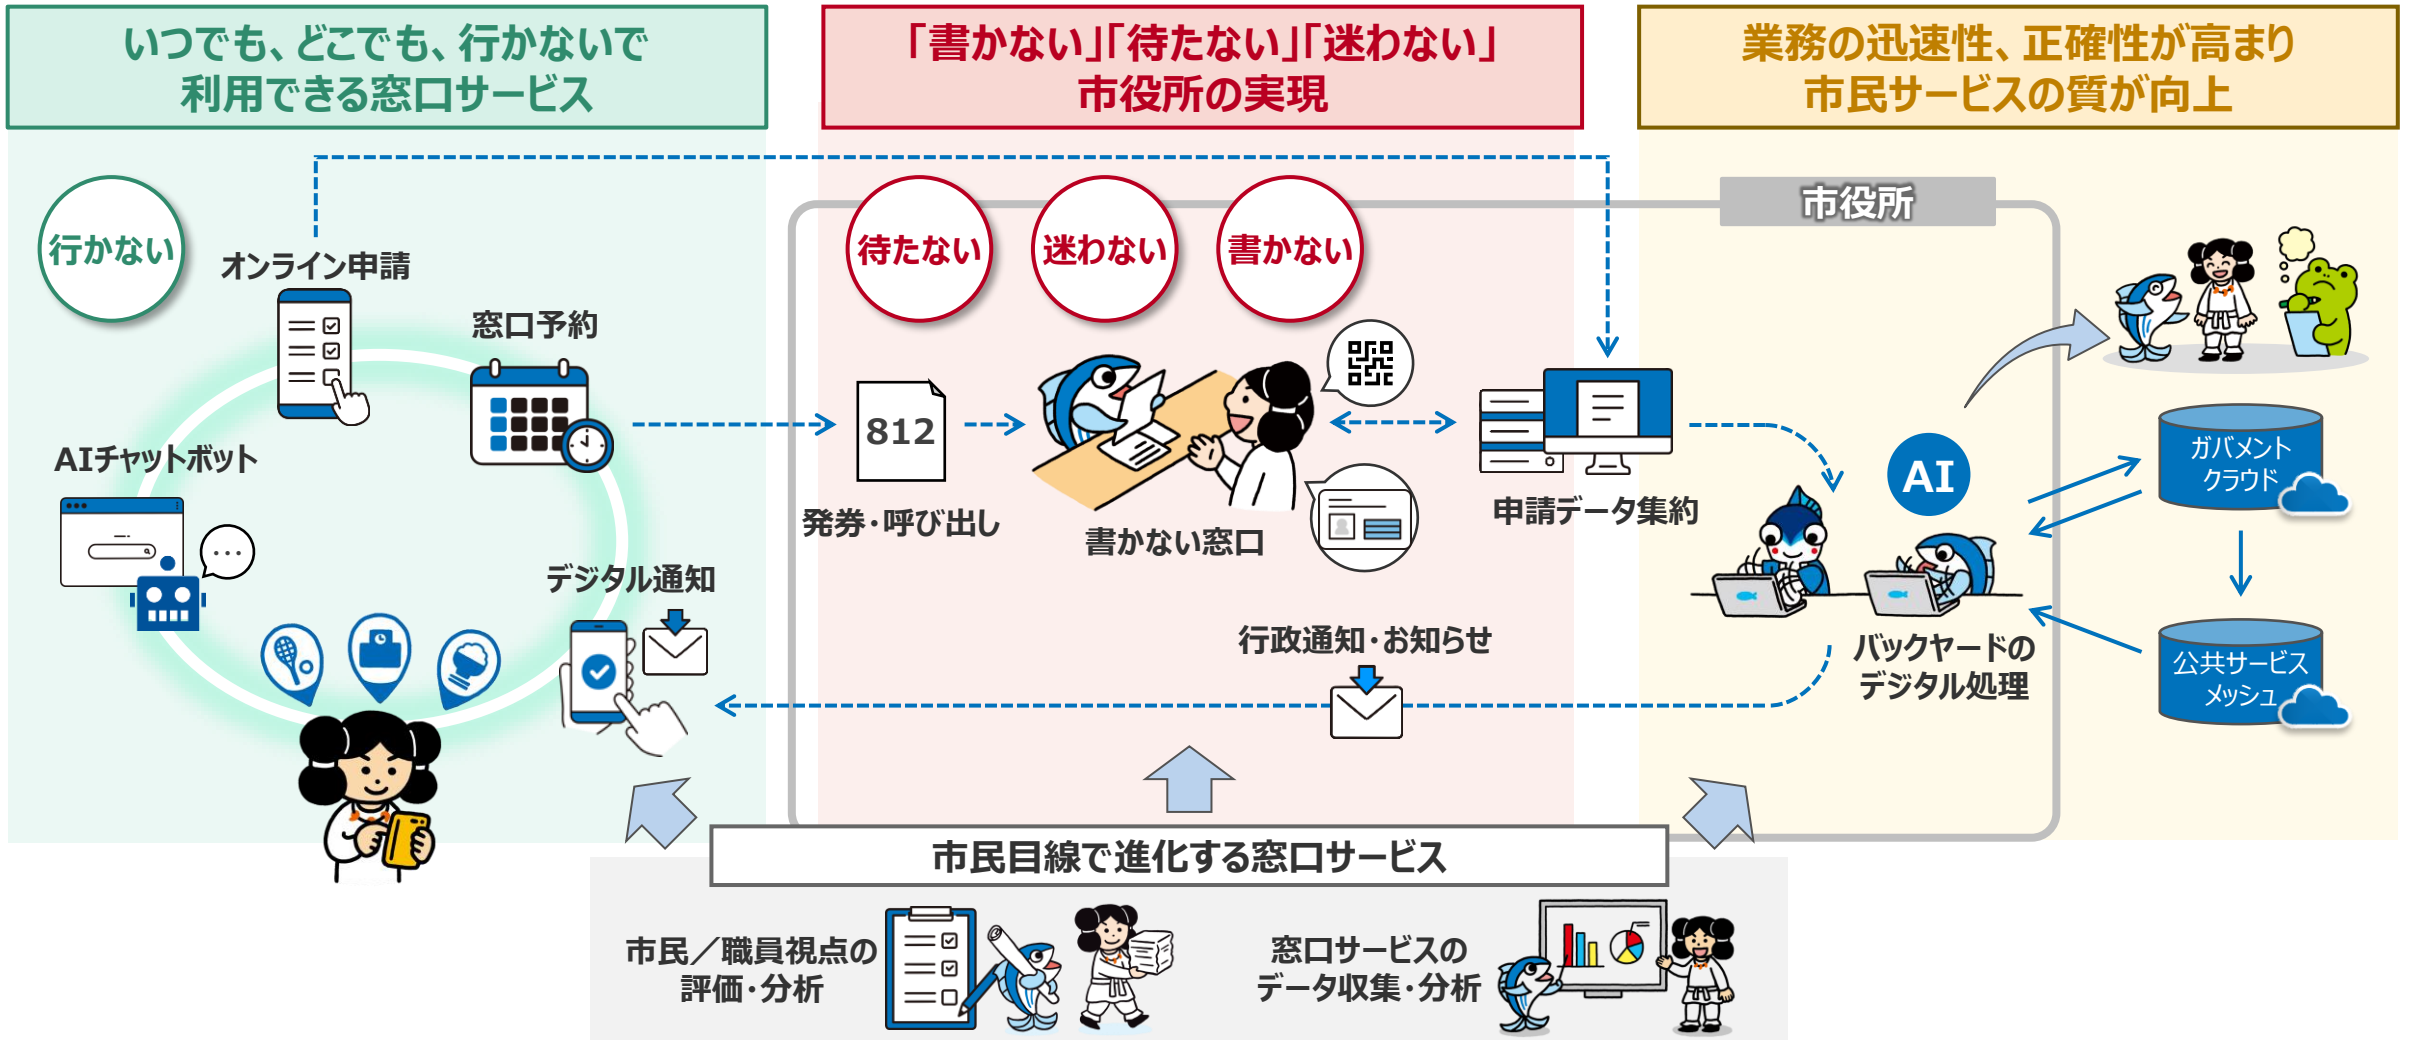 いつでも、どこでも、行かないで
利用できる窓口サービス
「書かない」「待たない」「迷わない」
市役所の実現
業務の迅速性、正確性が高まり
市民サービスの質が向上
市役所
行かない
待たない
迷わない
書かない
オンライン申請
窓口予約
AIチャットボット
デジタル通知
812
発券・呼び出し
書かない窓口
申請データ集約
AI
ガバメント
クラウド
公共サービス
メッシュ
バックヤードの
デジタル処理
行政通知・お知らせ
市民目線で進化する窓口サービス
市民／職員視点の
評価・分析
窓口サービスの
データ収集・分析